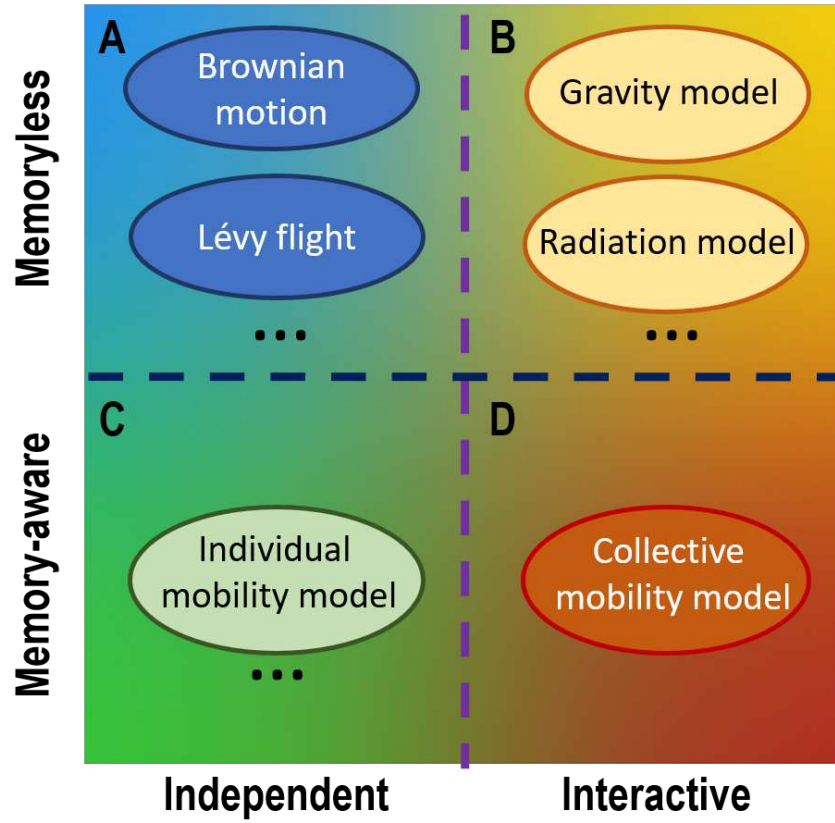 A
B
Memoryless
Brownian
motion
Gravity model
Lévy flight
Radiation model
...
...
C
D
Memory-aware
Individual
mobility model
Collective
mobility model
...
Independent
Interactive